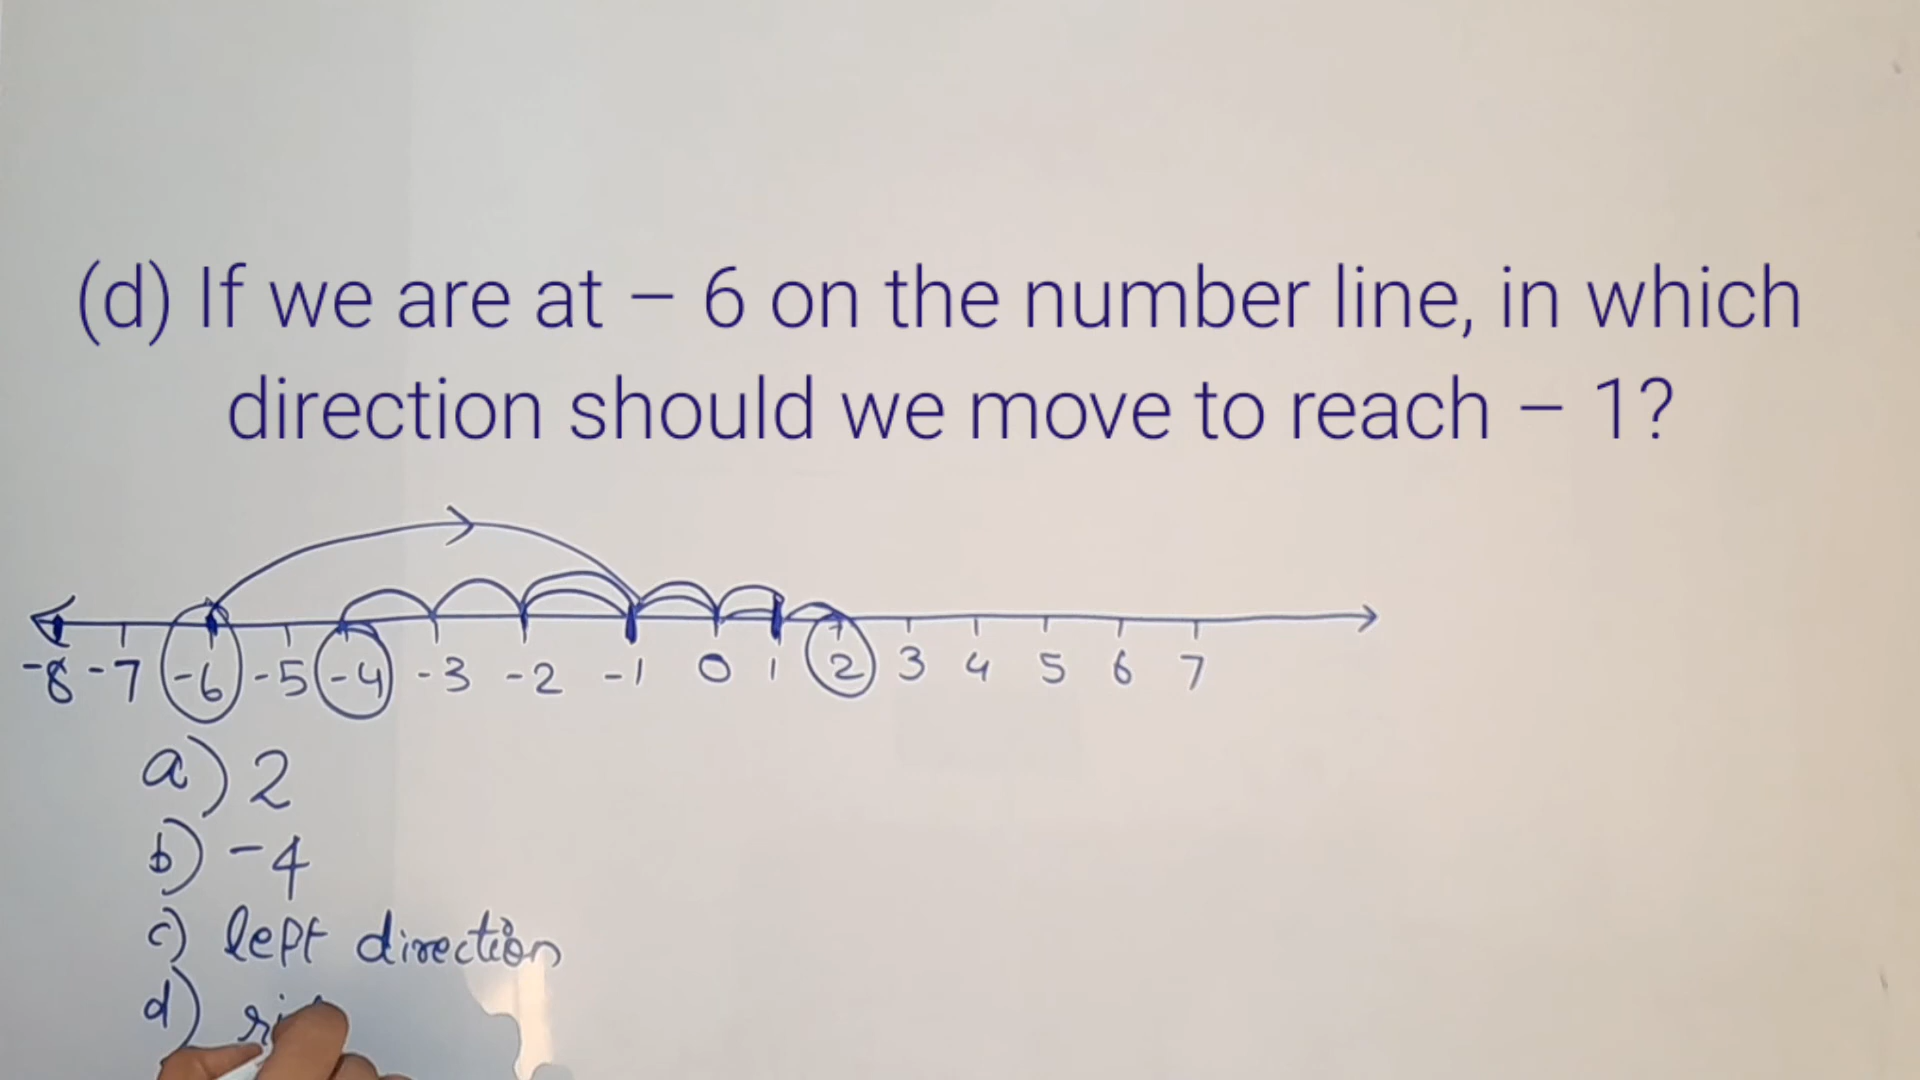 (d) If we are at – 6 on the number line, in which
direction should we move to reach – 1?
-8 -7 -6 -5 -4 -3 -2 -1 0 1 2 3 4 5 6 7
a) 2
b) -4
c) left direction
d)